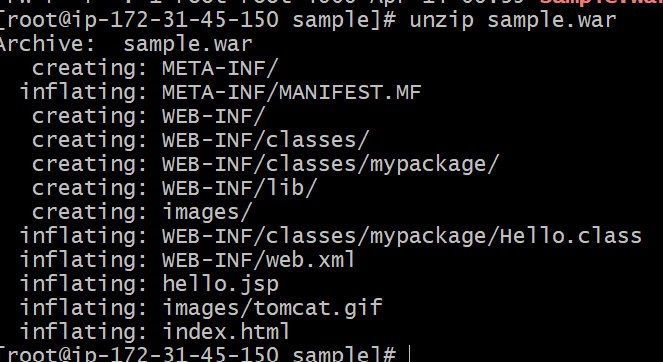 [root@ip-172-31-45-150 sample]# unzip sample.war
Archive:  sample.war
   creating: META-INF/
  inflating: META-INF/MANIFEST.MF
   creating: WEB-INF/
   creating: WEB-INF/classes/
   creating: WEB-INF/classes/mypackage/
   creating: WEB-INF/lib/
   creating: images/
  inflating: WEB-INF/classes/mypackage/Hello.class
  inflating: WEB-INF/web.xml
  inflating: hello.jsp
  inflating: images/tomcat.gif
  inflating: index.html
[root@ip-172-31-45-150 sample]#